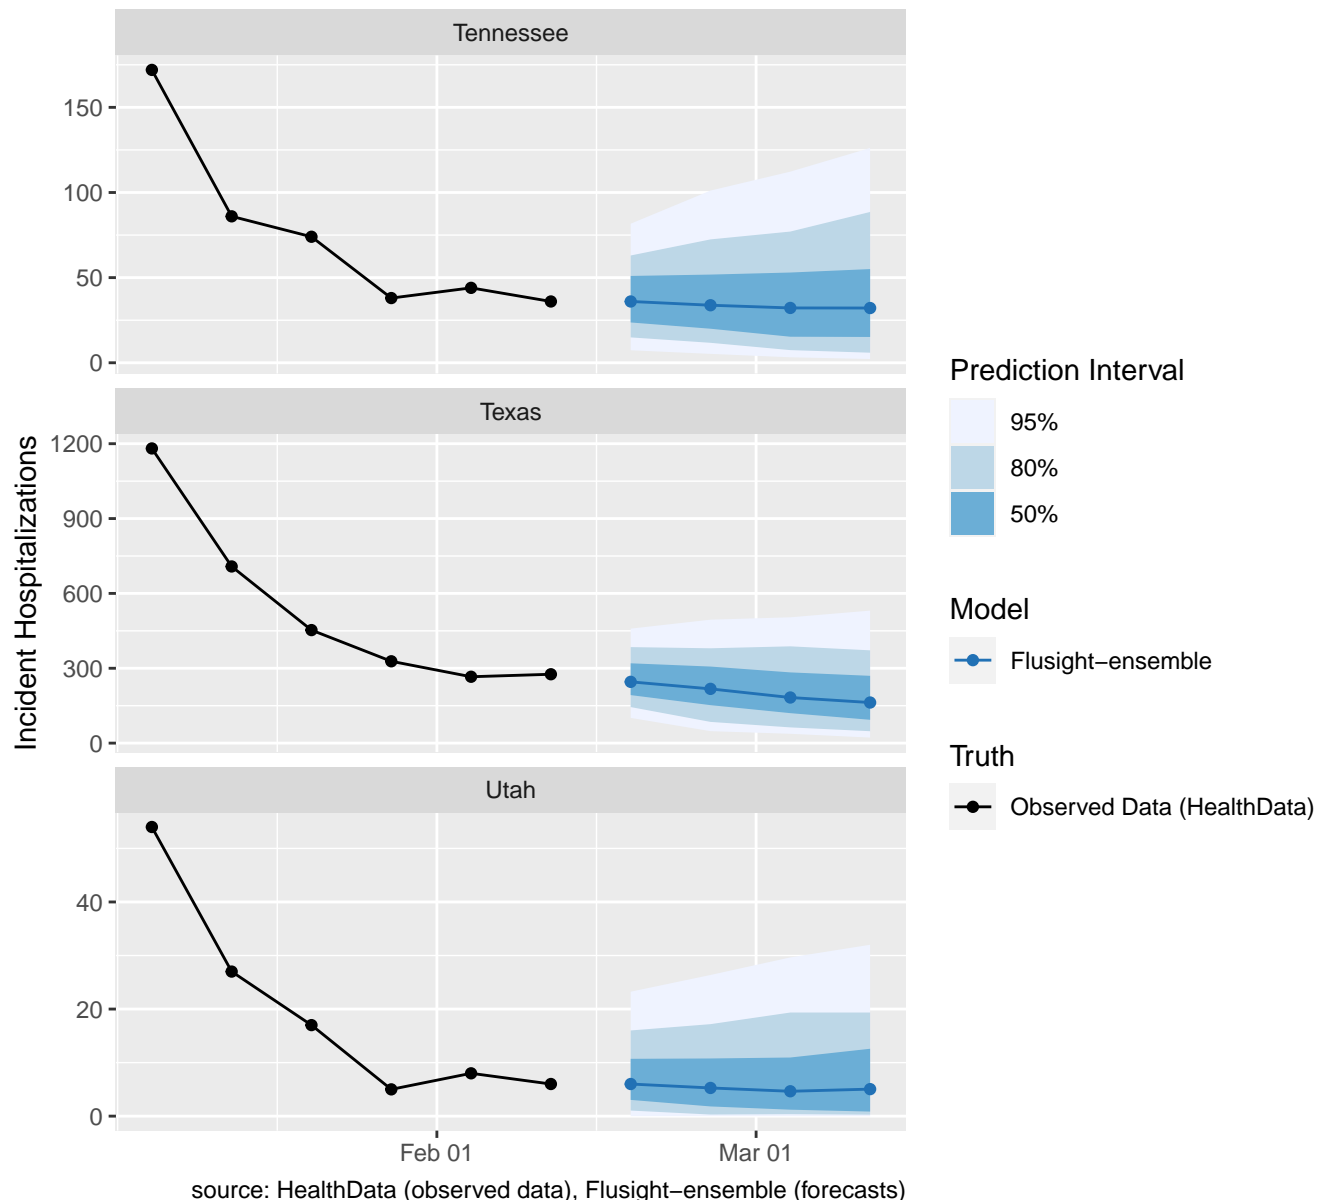 Tennessee
150
100
50
0
Texas
1200
900
600
300
0
Utah
40
20
0
Incident Hospitalizations
Feb 01
Mar 01
source: HealthData (observed data), Flusight−ensemble (forecasts)
Prediction Interval
95%
80%
50%
Model
Flusight−ensemble
Truth
Observed Data (HealthData)